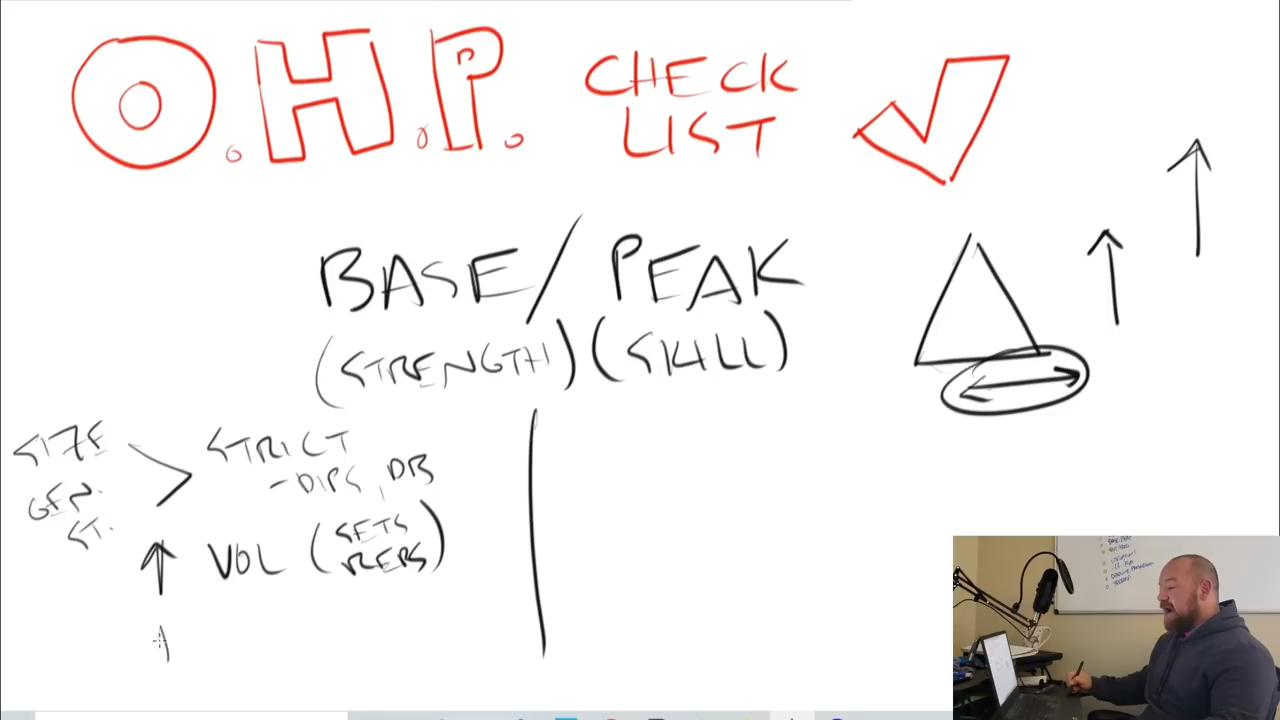 O.H.P. CHECK
LIST
BASE/PEAK
(STRENGTH)(SKILL)
SIZE
GEN.
ST.
STRICT
- DIPS, DB
VOL (SETS
REPS)